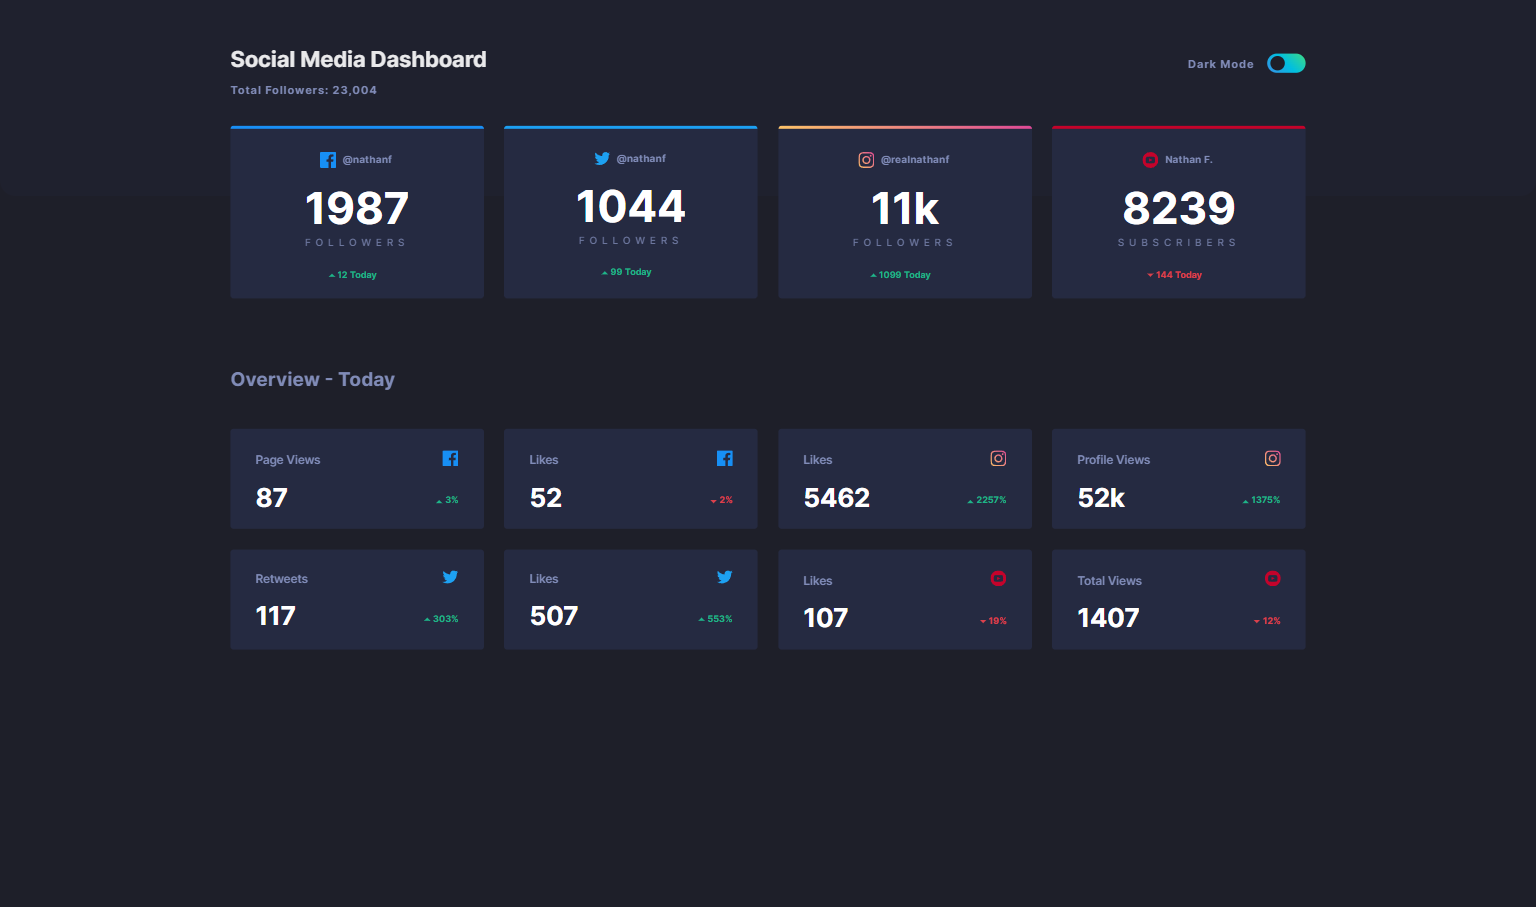 Social Media Dashboard
Total Followers: 23,004
Dark Mode
@nathanf
1987
FOLLOWERS
12 Today
@nathanf
1044
FOLLOWERS
99 Today
@realnathanf
11k
FOLLOWERS
1099 Today
Nathan F.
8239
SUBSCRIBERS
144 Today
Overview - Today
Page Views
87
3%
Likes
52
2%
Likes
5462
2257%
Profile Views
52k
1375%
Retweets
117
303%
Likes
507
553%
Likes
107
19%
Total Views
1407
12%